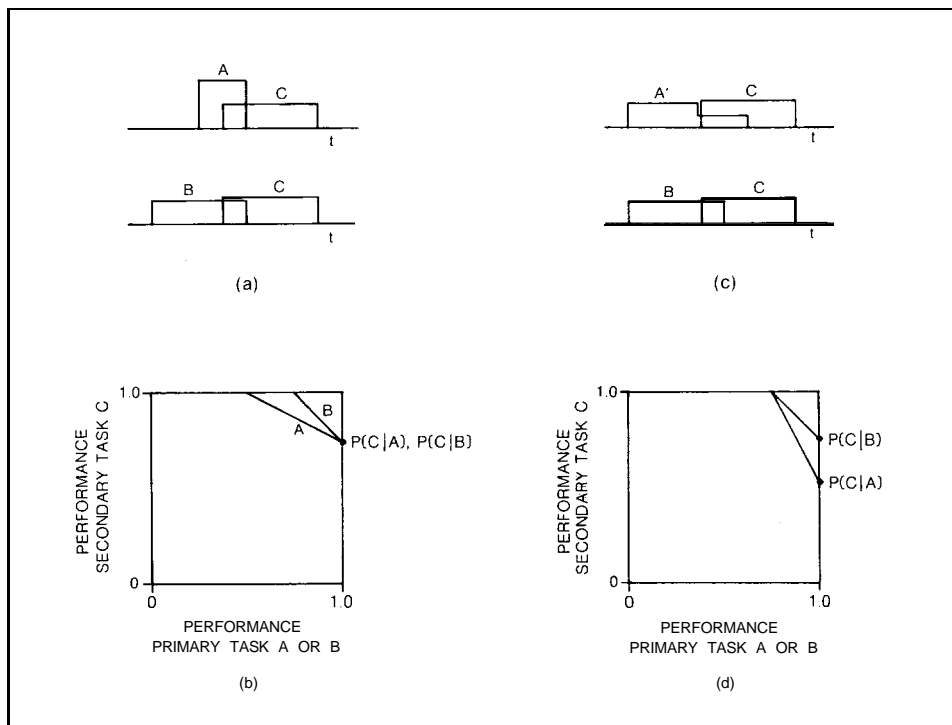 A
C
t
B
C
t
(a)
1.0
PERFORMANCE
SECONDARY TASK C
B
A
P(C|A), P(C|B)
0
0
1.0
PERFORMANCE
PRIMARY TASK A OR B
(b)
A'
C
t
B
C
t
(c)
1.0
PERFORMANCE
SECONDARY TASK C
P(C|B)
P(C|A)
0
0
1.0
PERFORMANCE
PRIMARY TASK A OR B
(d)